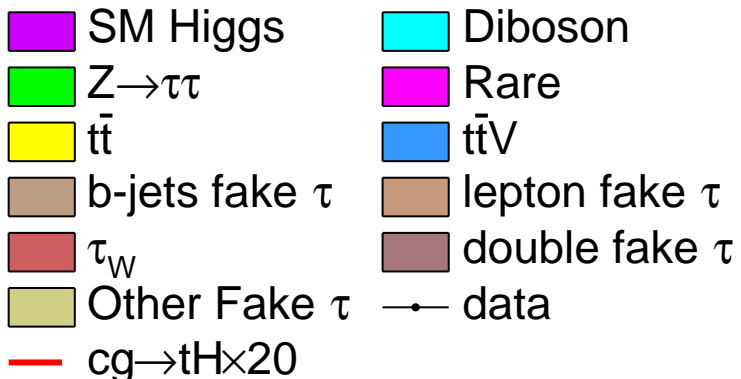 SM Higgs Diboson
Z→ττ Rare
tt̄ tt̄V
b-jets fake τ lepton fake τ
τ_W double fake τ
Other Fake τ data
cg→tH×20